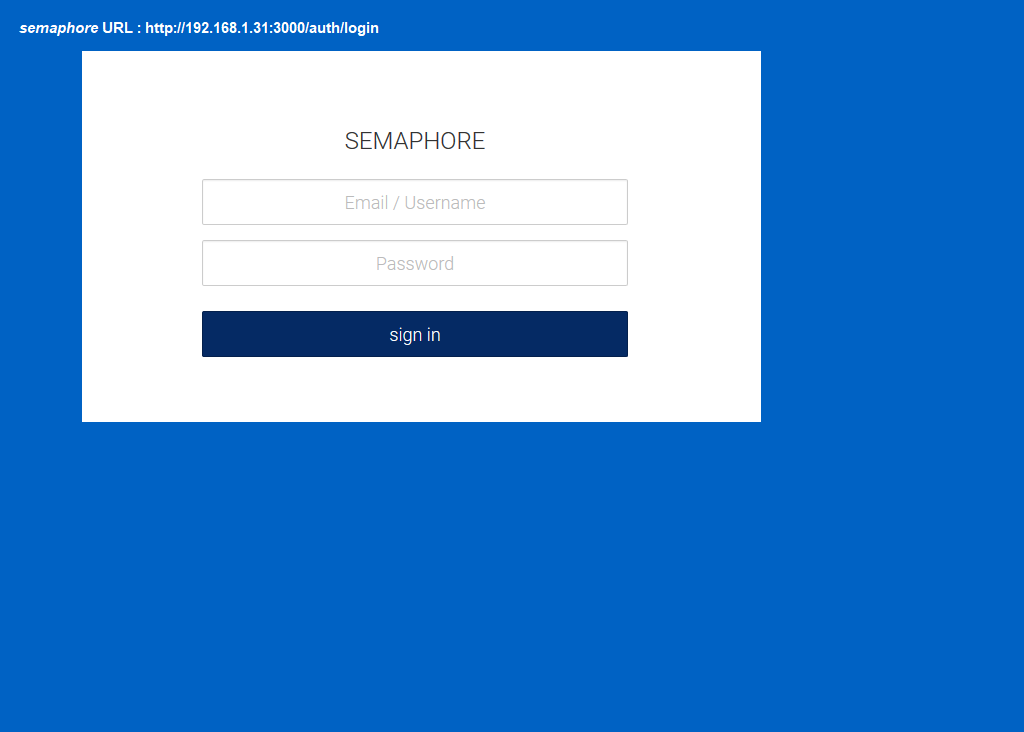 semaphore URL : http://192.168.1.31:3000/auth/login
SEMAPHORE
Email / Username
Password
sign in